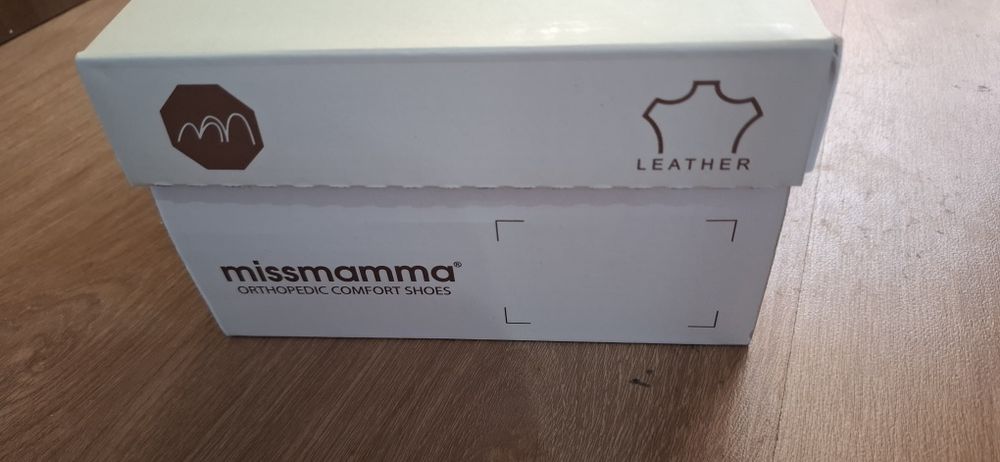 LEATHER
missmamma®
ORTHOPEDIC COMFORT SHOES